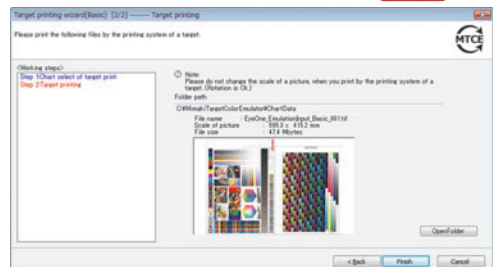 Target printing wizard(Basic) [2/2] ------- Target printing
Please print the following files by the printing system of a target.
MTCE
<Working steps>
Step 1:Chart select of target print
Step 2:Target printing
Note:
Please do not change the scale of a picture, when you print by the printing system of a
target. (Rotation is Ok.)
Folder path
C:¥Mimaki¥TargetColorEmulator¥ChartData
File name : EyeOne_EmulationInput_Basic_001.tif
Scale of picture : 599.0 x 419.2 mm
File size : 47.4 Mbytes
OpenFolder
< Back
Finish
Cancel